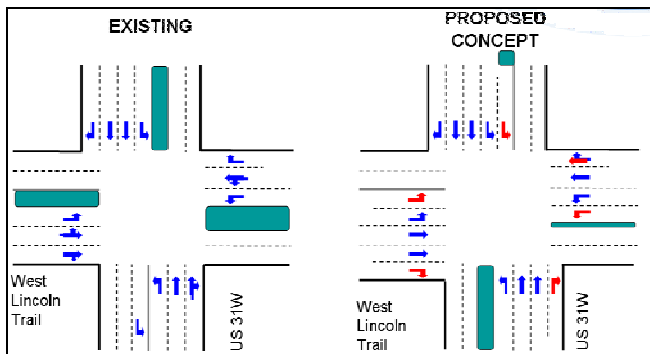 EXISTING
West
Lincoln
Trail
US 31W
PROPOSED
CONCEPT
West
Lincoln
Trail
US 31W